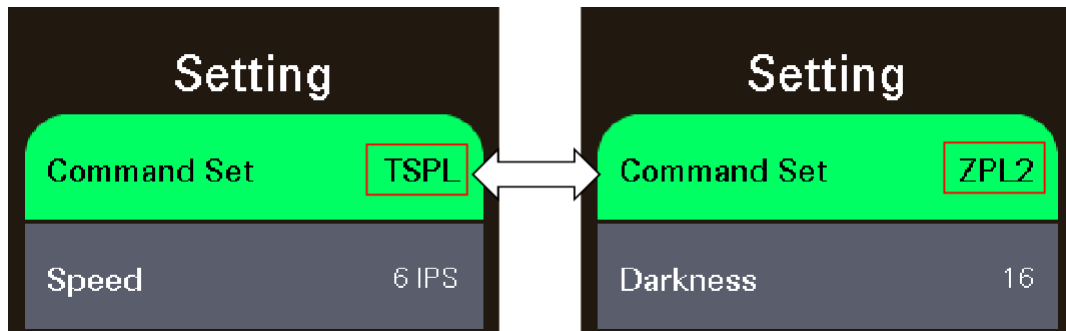 Setting
Command Set TSPL
Speed 6 IPS
Setting
Command Set ZPL2
Darkness 16